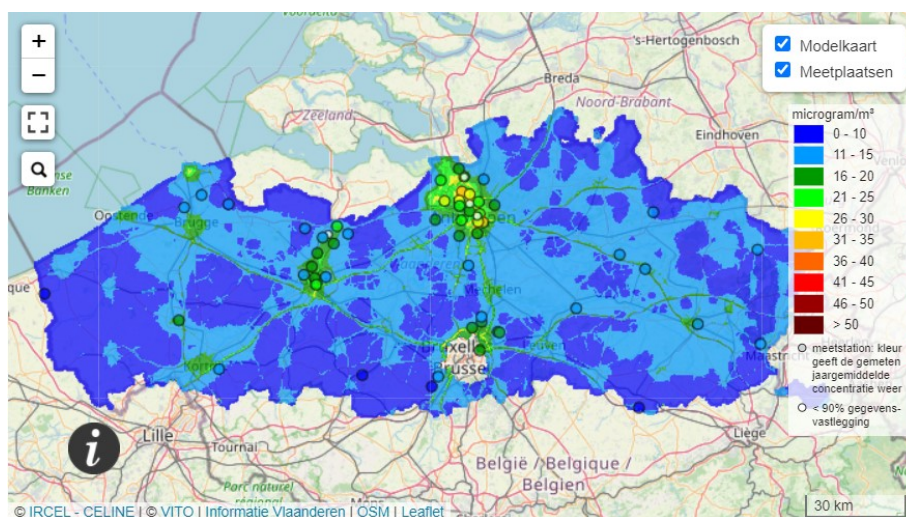 +
−
Modelkaart
Meetplaatsen
's-Hertogenbosch
Breda
Noord-Brabant
Zeeland
Eindhoven
microgram/m³
0 - 10
11 - 15
16 - 20
21 - 25
26 - 30
31 - 35
36 - 40
41 - 45
46 - 50
> 50
Banken
Oostende
Brugge
Mechelen
Leuven
Maastricht
Lille
Tournai
Liège
meetstation: kleur
geeft de gemeten
jaargemiddelde
concentratie weer
< 90% gegevens-
vastlegging
i
België / Belgique /
Belgien
Parc naturel
30 km
© IRCEL - CELINE | © VITO | Informatie Vlaanderen | OSM | Leaflet